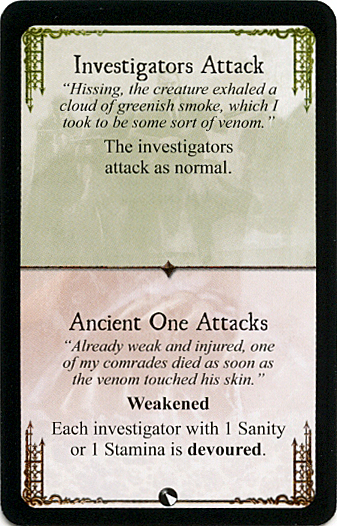 Investigators Attack
“Hissing, the creature exhaled a
cloud of greenish smoke, which I
took to be some sort of venom.”
The investigators
attack as normal.
Ancient One Attacks
“Already weak and injured, one
of my comrades died as soon as
the venom touched his skin.”
Weakened
Each investigator with 1 Sanity
or 1 Stamina is devoured.